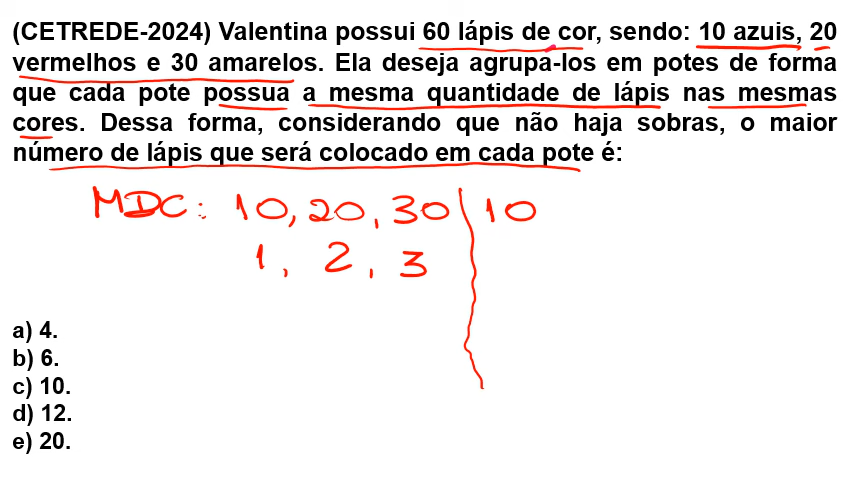 (CETREDE-2024) Valentina possui 60 lápis de cor, sendo: 10 azuis, 20
vermelhos e 30 amarelos. Ela deseja agrupá-los em potes de forma
que cada pote possua a mesma quantidade de lápis nas mesmas
cores. Dessa forma, considerando que não haja sobras, o maior
número de lápis que será colocado em cada pote é:
MDC: 10, 20, 30 | 10
1, 2, 3
a) 4.
b) 6.
c) 10.
d) 12.
e) 20.